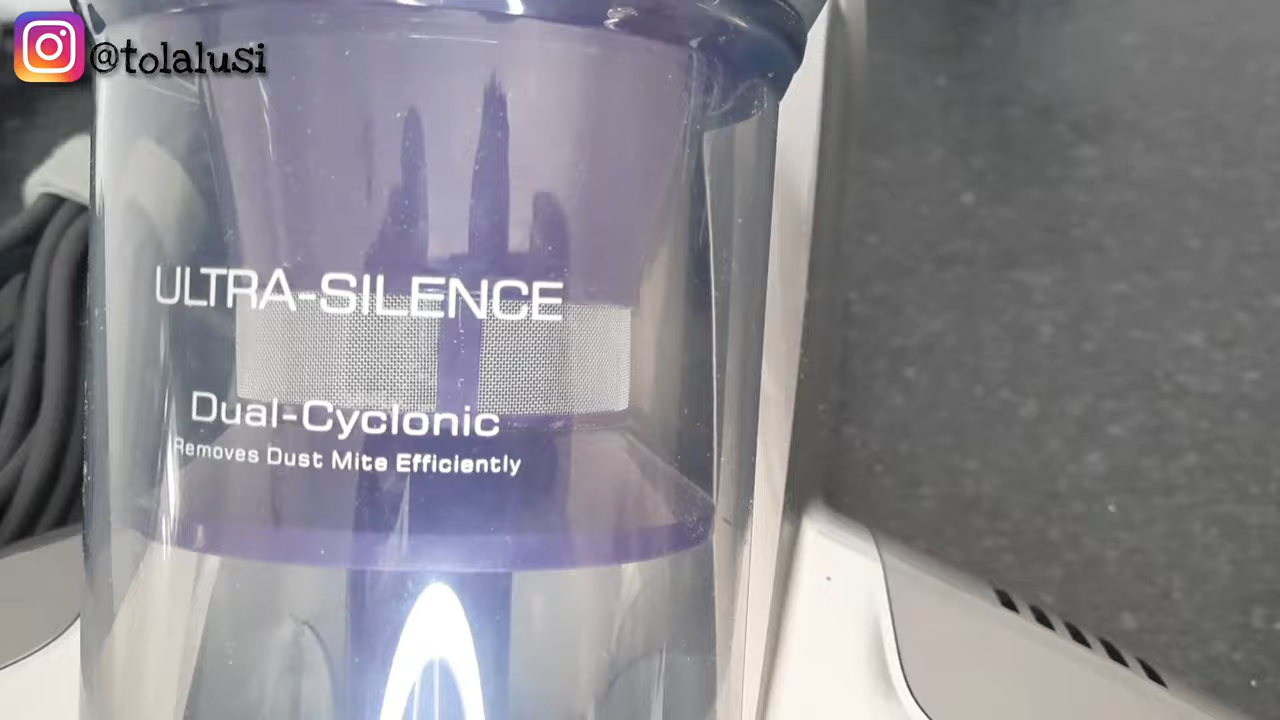 @tolalusi
ULTRA-SILENCE
Dual-Cyclonic
Removes Dust Mite Efficiently